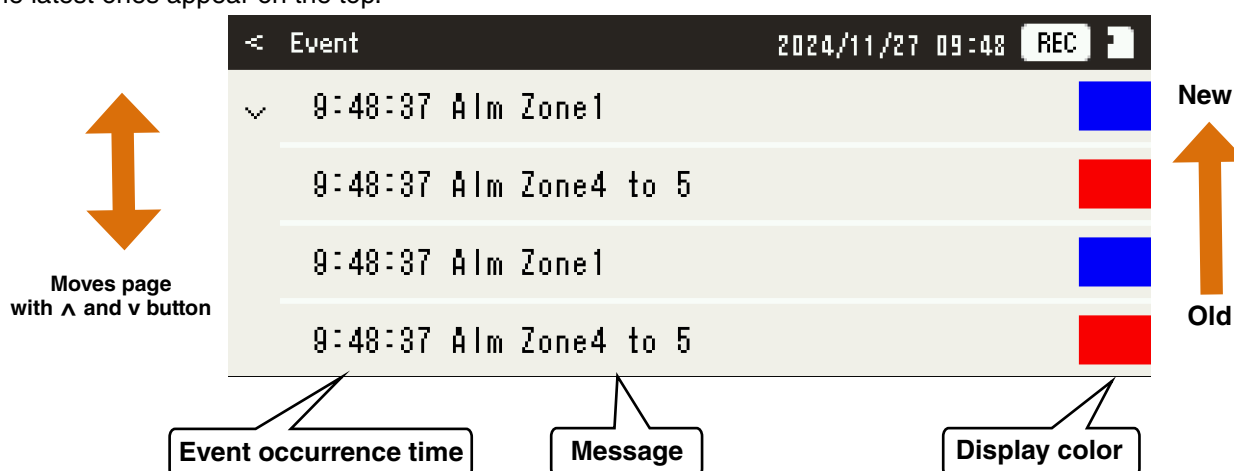 he latest ones appear on the top.
< Event 2024/11/27 09:48 REC
9:48:37 Alm Zone1
9:48:37 Alm Zone4 to 5
9:48:37 Alm Zone1
9:48:37 Alm Zone4 to 5
Moves page
with ∧ and v button
New
Old
Event occurrence time
Message
Display color